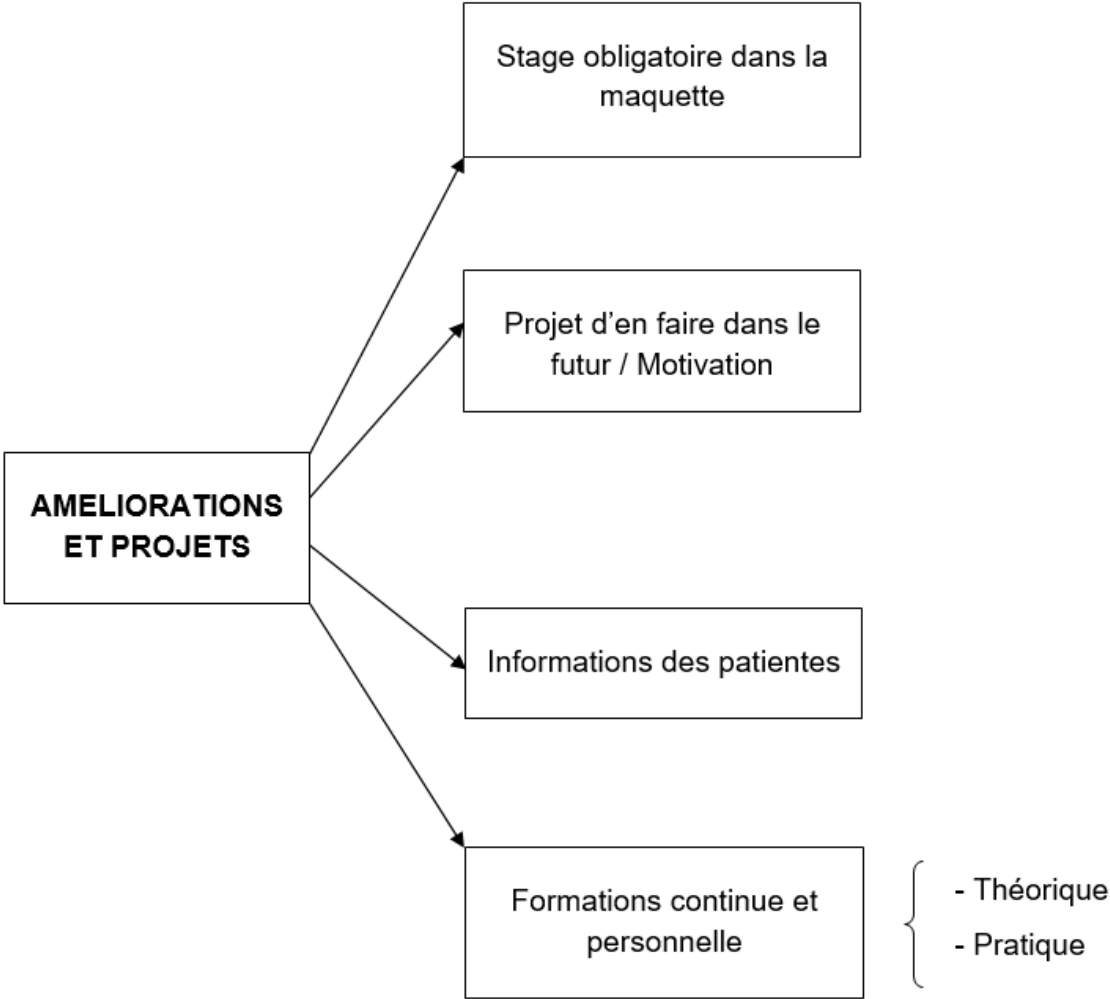 Stage obligatoire dans la
maquette
Projet d’en faire dans le
futur / Motivation
AMELIORATIONS
ET PROJETS
Informations des patientes
Formations continue et
personnelle
- Théorique
- Pratique